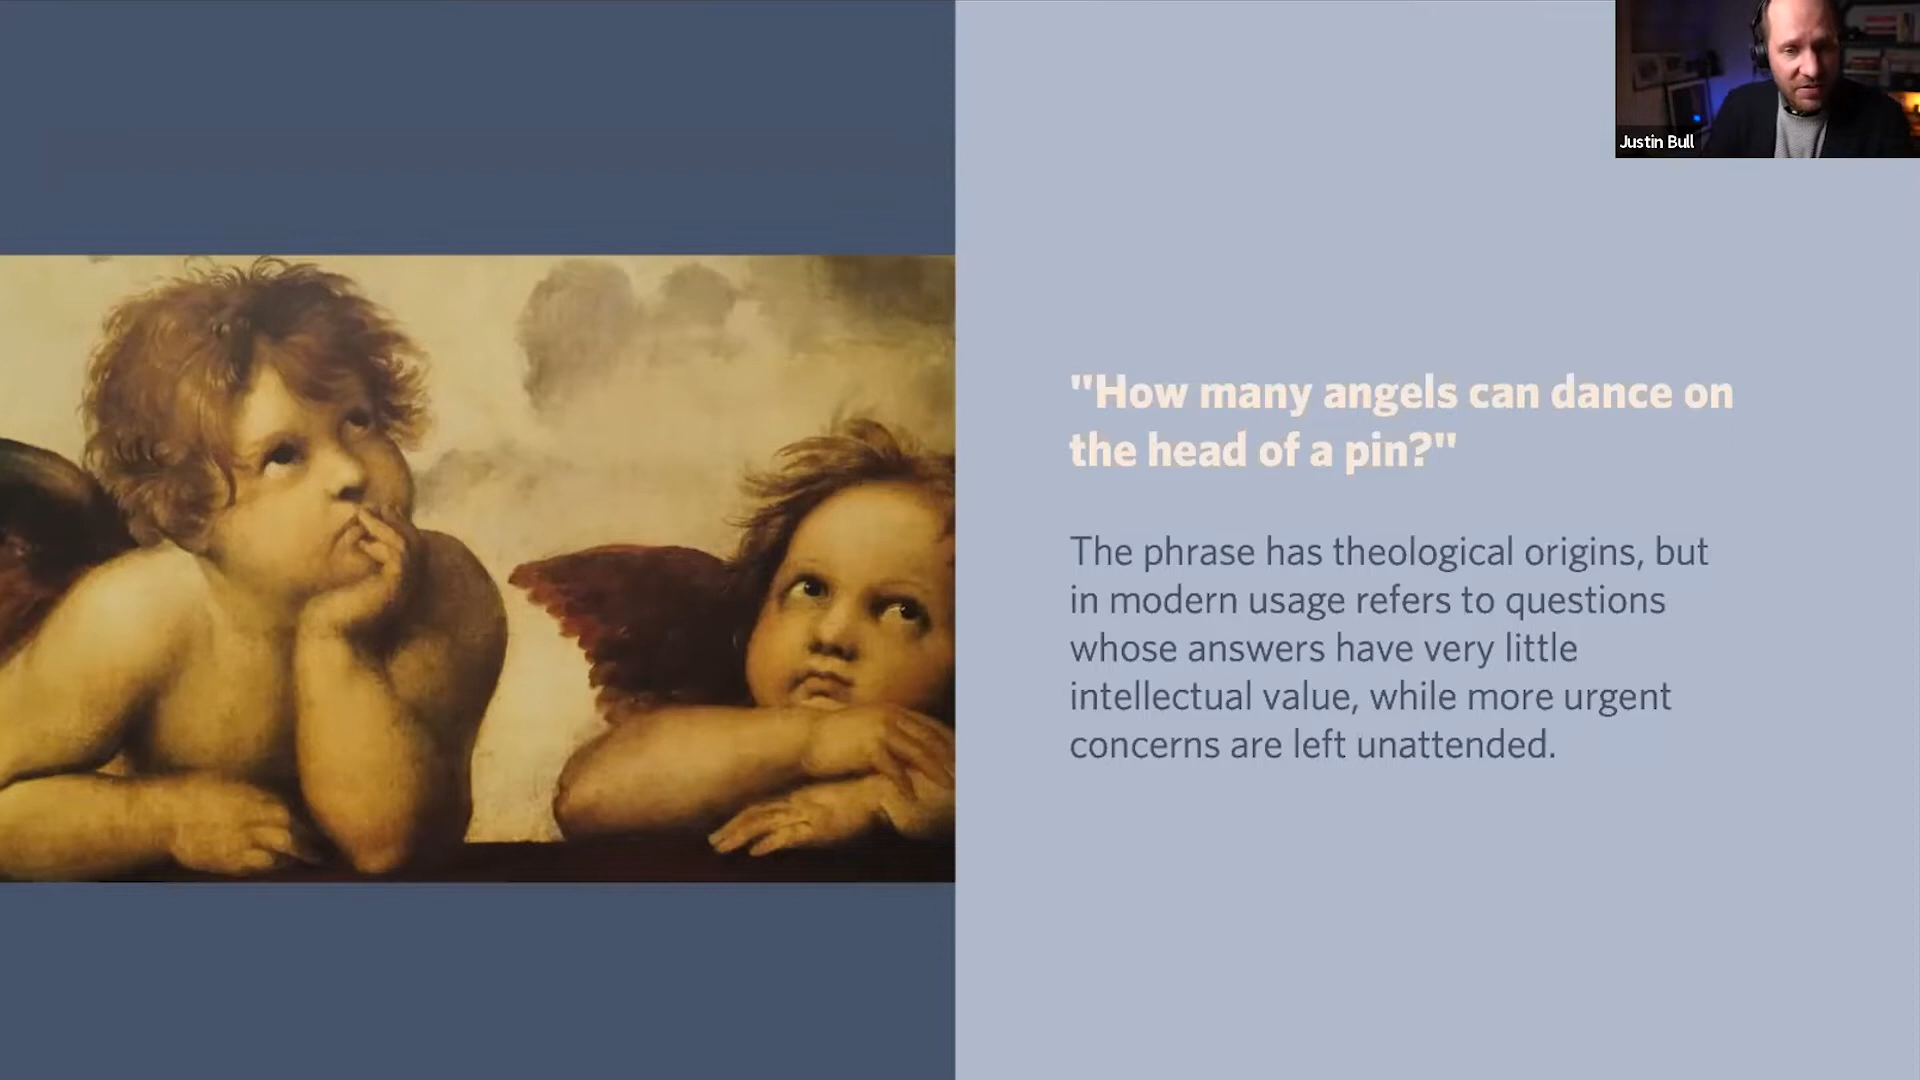 Justin Bull
"How many angels can dance on
the head of a pin?"
The phrase has theological origins, but
in modern usage refers to questions
whose answers have very little
intellectual value, while more urgent
concerns are left unattended.